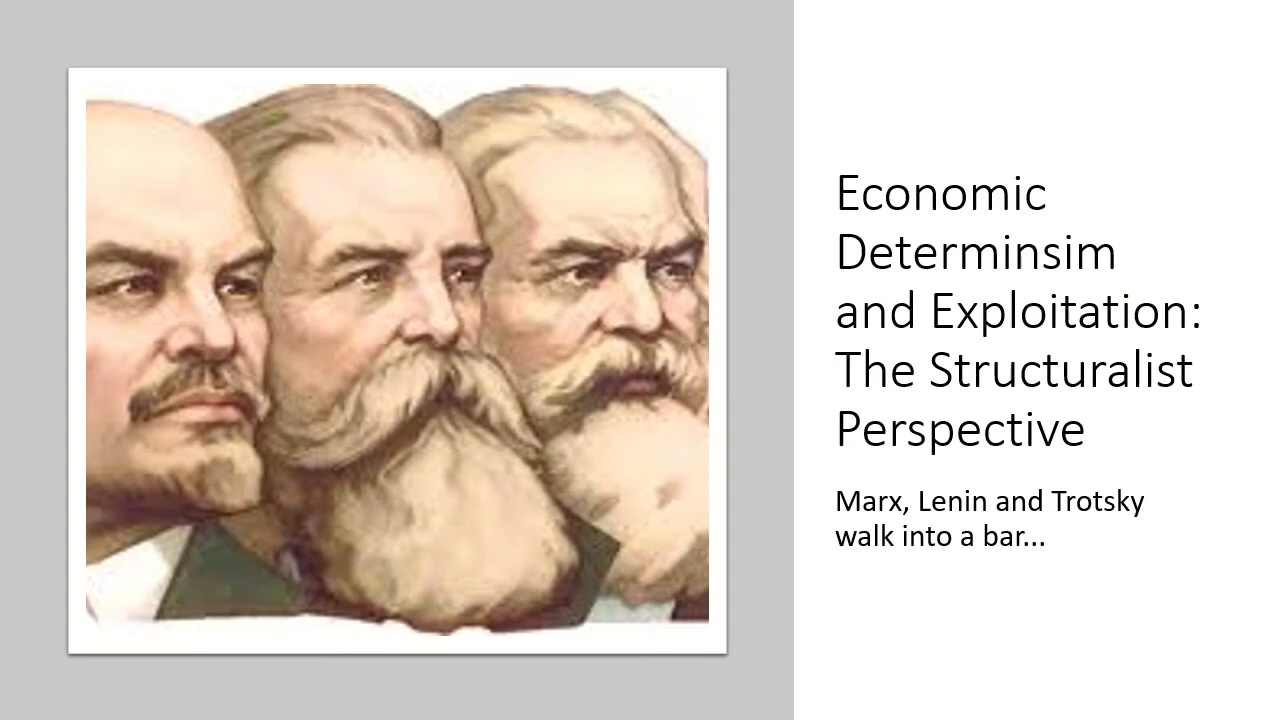 Economic
Determinsim
and Exploitation:
The Structuralist
Perspective
Marx, Lenin and Trotsky
walk into a bar...